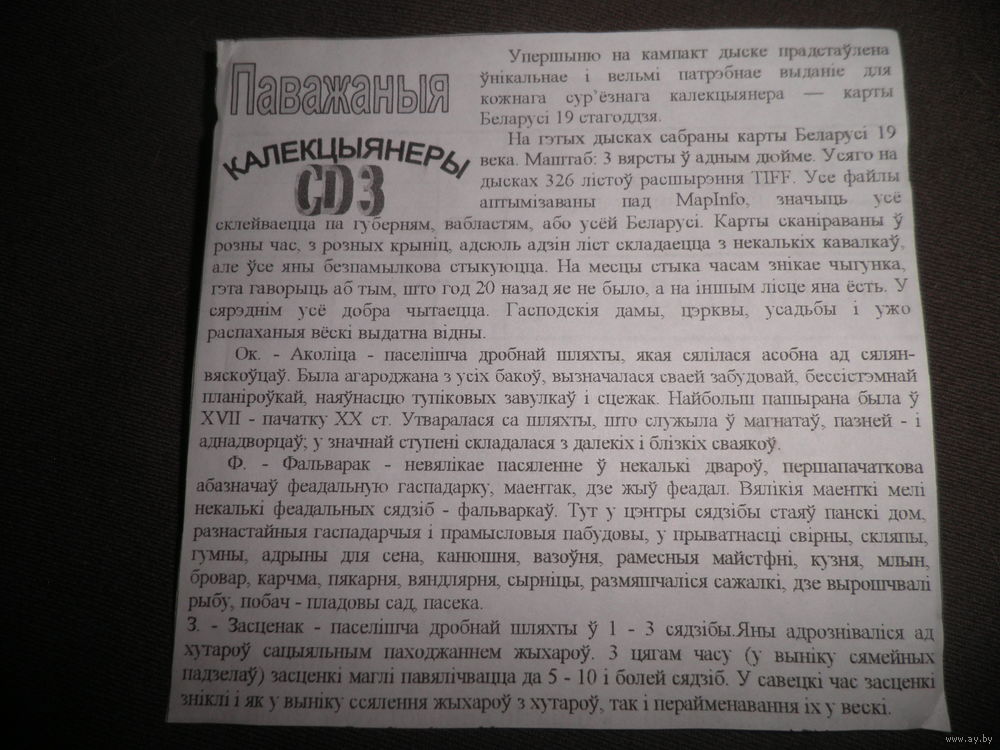 Паважаныя
КАЛЕКЦЫЯНЕРЫ
CD 3
Упершыню на кампакт дыске прадстаўлена
ўнікальнае і вельмі патрэбнае выданіе для
кожнага сур'ёзнага калекцыянера — карты
Беларусі 19 стагоддзя.
На гэтых дысках сабраны карты Беларусі 19
века. Маштаб: 3 вярсты ў адным дюйме. Усяго на
дысках 326 лістоў расшырэння TIFF. Усе файлы
аптымізаваны пад MapInfo, значыць усё
склейваецца па губерням, вабластям, або усёй Беларусі. Карты сканіраваны ў
розны час, з розных крыніц, адсюль адзін ліст складаецца з некалькіх кавалкаў,
але ўсе яны безпамылкова стыкуюцца. На месцы стыка часам знікае чыгунка,
гэта гаворыць аб тым, што год 20 назад яе не было, а на іншым лісце яна ёсть. У
сярэднім усё добра чытаецца. Гасподскія дамы, цэрквы, усадьбы і ужо
распаханыя вёскі выдатна відны.
Ок. - Аколіца - паселішча дробнай шляхты, якая сялілася асобна ад сялян-
вяскоўцаў. Была агароджана з усіх бакоў, вызначалася сваей забудовай, бессістэмнай
планіроўкай, наяўнасцю тупіковых завулкаў і сцежак. Найбольш пашырана была ў
XVII - пачатку XX ст. Утваралася са шляхты, што служыла ў магнатаў, пазней - і
аднадворцаў; у значнай ступені складалася з далекіх і блізкіх сваякоў.
Ф. - Фальварак - невялікае пасяленне ў некалькі двароў, першапачаткова
абазначаў феадальную гаспадарку, маентак, дзе жыў феадал. Вялікія маенткі мелі
некалькі феадальных сядзіб - фальваркаў. Тут у цэнтры сядзібы стаяў панскі дом,
разнастайныя гаспадарчыя і прамысловыя пабудовы, у прыватнасці свірны, скляпы,
гумны, адрыны для сена, канюшня, вазоўня, рамесныя майстфні, кузня, млын,
бровар, карчма, пякарня, вяндлярня, сырніцы, размяшчаліся сажалкі, дзе вырошчвалі
рыбу, побач - пладовы сад, пасека.
З. - Засценак - паселішча дробнай шляхты ў 1 - 3 сядзібы.Яны адрозніваліся ад
хутароў сацыяльным паходжаннем жыхароў. З цягам часу (у выніку сямейных
падзелаў) засценкі маглі павялічвацца да 5 - 10 і болей сядзіб. У савецкі час засценкі
зніклі і як у выніку ссялення жыхароў з хутароў, так і перайменавання іх у вескі.
www.ay.by